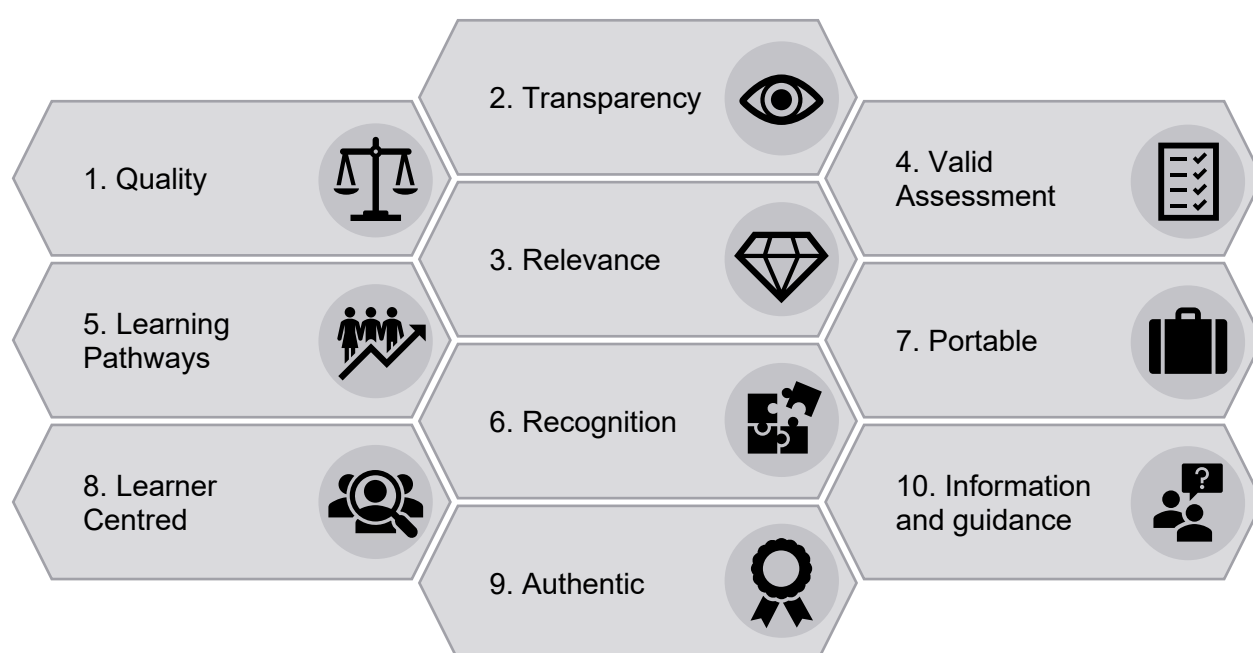 1. Quality
2. Transparency
3. Relevance
4. Valid
Assessment
5. Learning
Pathways
6. Recognition
7. Portable
8. Learner
Centred
9. Authentic
10. Information
and guidance
?